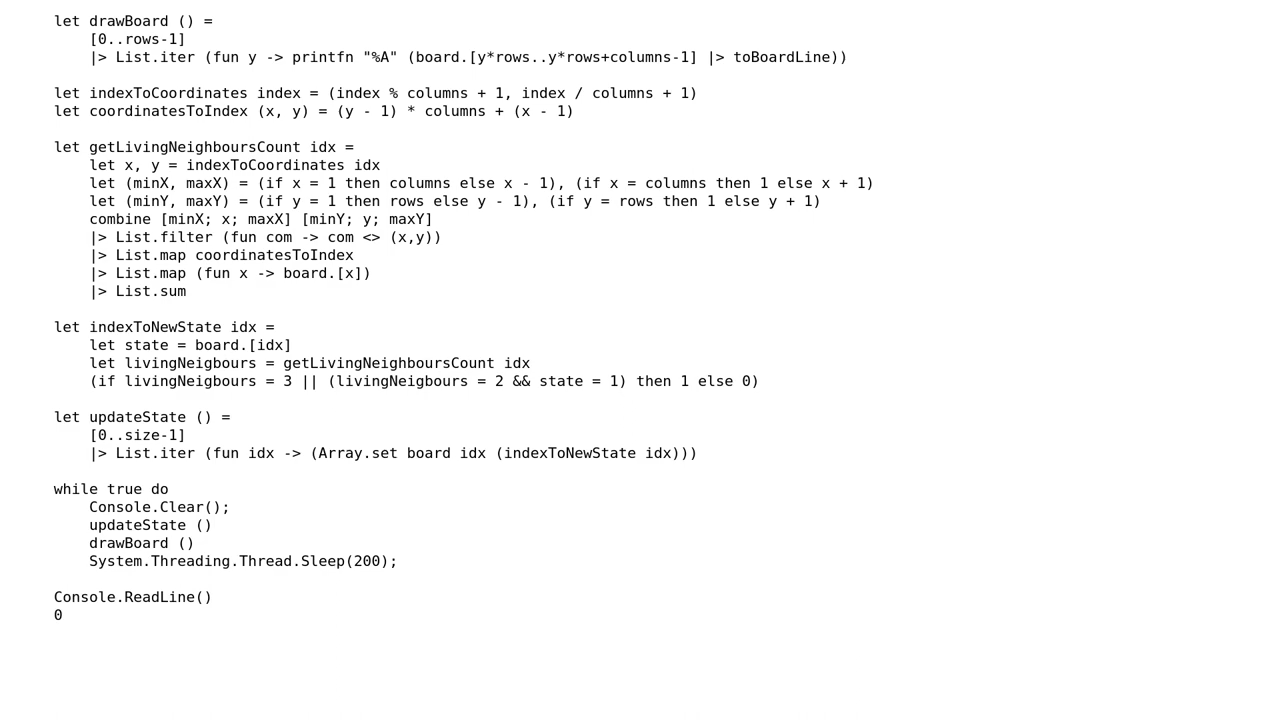 let drawBoard () =
    [0..rows-1]
    |> List.iter (fun y -> printfn "%A" (board.[y*rows..y*rows+columns-1] |> toBoardLine))

let indexToCoordinates index = (index % columns + 1, index / columns + 1)
let coordinatesToIndex (x, y) = (y - 1) * columns + (x - 1)

let getLivingNeighboursCount idx =
    let x, y = indexToCoordinates idx
    let (minX, maxX) = (if x = 1 then columns else x - 1), (if x = columns then 1 else x + 1)
    let (minY, maxY) = (if y = 1 then rows else y - 1), (if y = rows then 1 else y + 1)
    combine [minX; x; maxX] [minY; y; maxY]
    |> List.filter (fun com -> com <> (x,y))
    |> List.map coordinatesToIndex
    |> List.map (fun x -> board.[x])
    |> List.sum

let indexToNewState idx =
    let state = board.[idx]
    let livingNeigbours = getLivingNeighboursCount idx
    (if livingNeigbours = 3 || (livingNeigbours = 2 && state = 1) then 1 else 0)

let updateState () =
    [0..size-1]
    |> List.iter (fun idx -> (Array.set board idx (indexToNewState idx)))

while true do
    Console.Clear();
    updateState ()
    drawBoard ()
    System.Threading.Thread.Sleep(200);

Console.ReadLine()
0